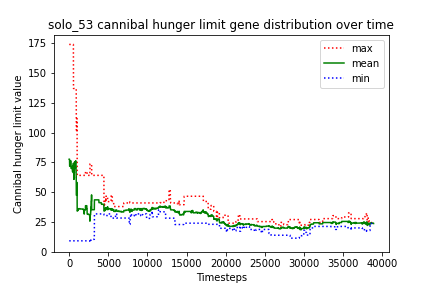 solo_53 cannibal hunger limit gene distribution over time
175
150
125
100
75
50
25
0
Cannibal hunger limit value
max
mean
min
0
5000
10000
15000
20000
25000
30000
35000
40000
Timesteps